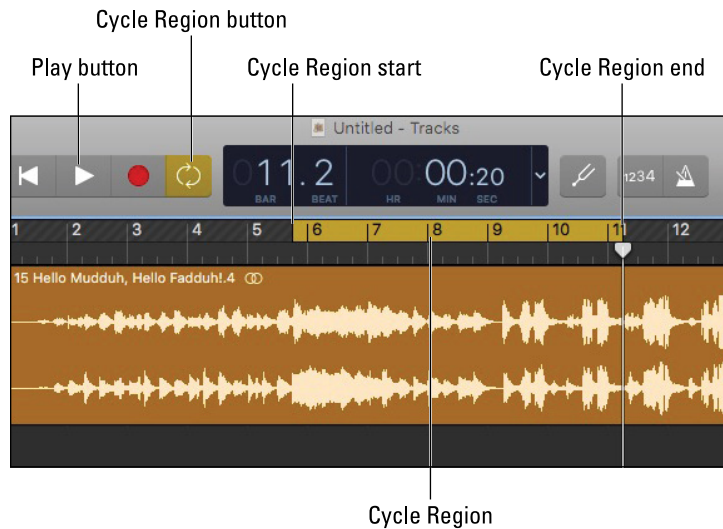 Cycle Region button
Play button
Cycle Region start
Cycle Region end
Untitled - Tracks
011.2
00:00:20
1234
BAR
BEAT
HR
MIN
SEC
1 2 3 4 5 6 7 8 9 10 11 12
15 Hello Mudduh, Hello Fadduh!.4
Cycle Region